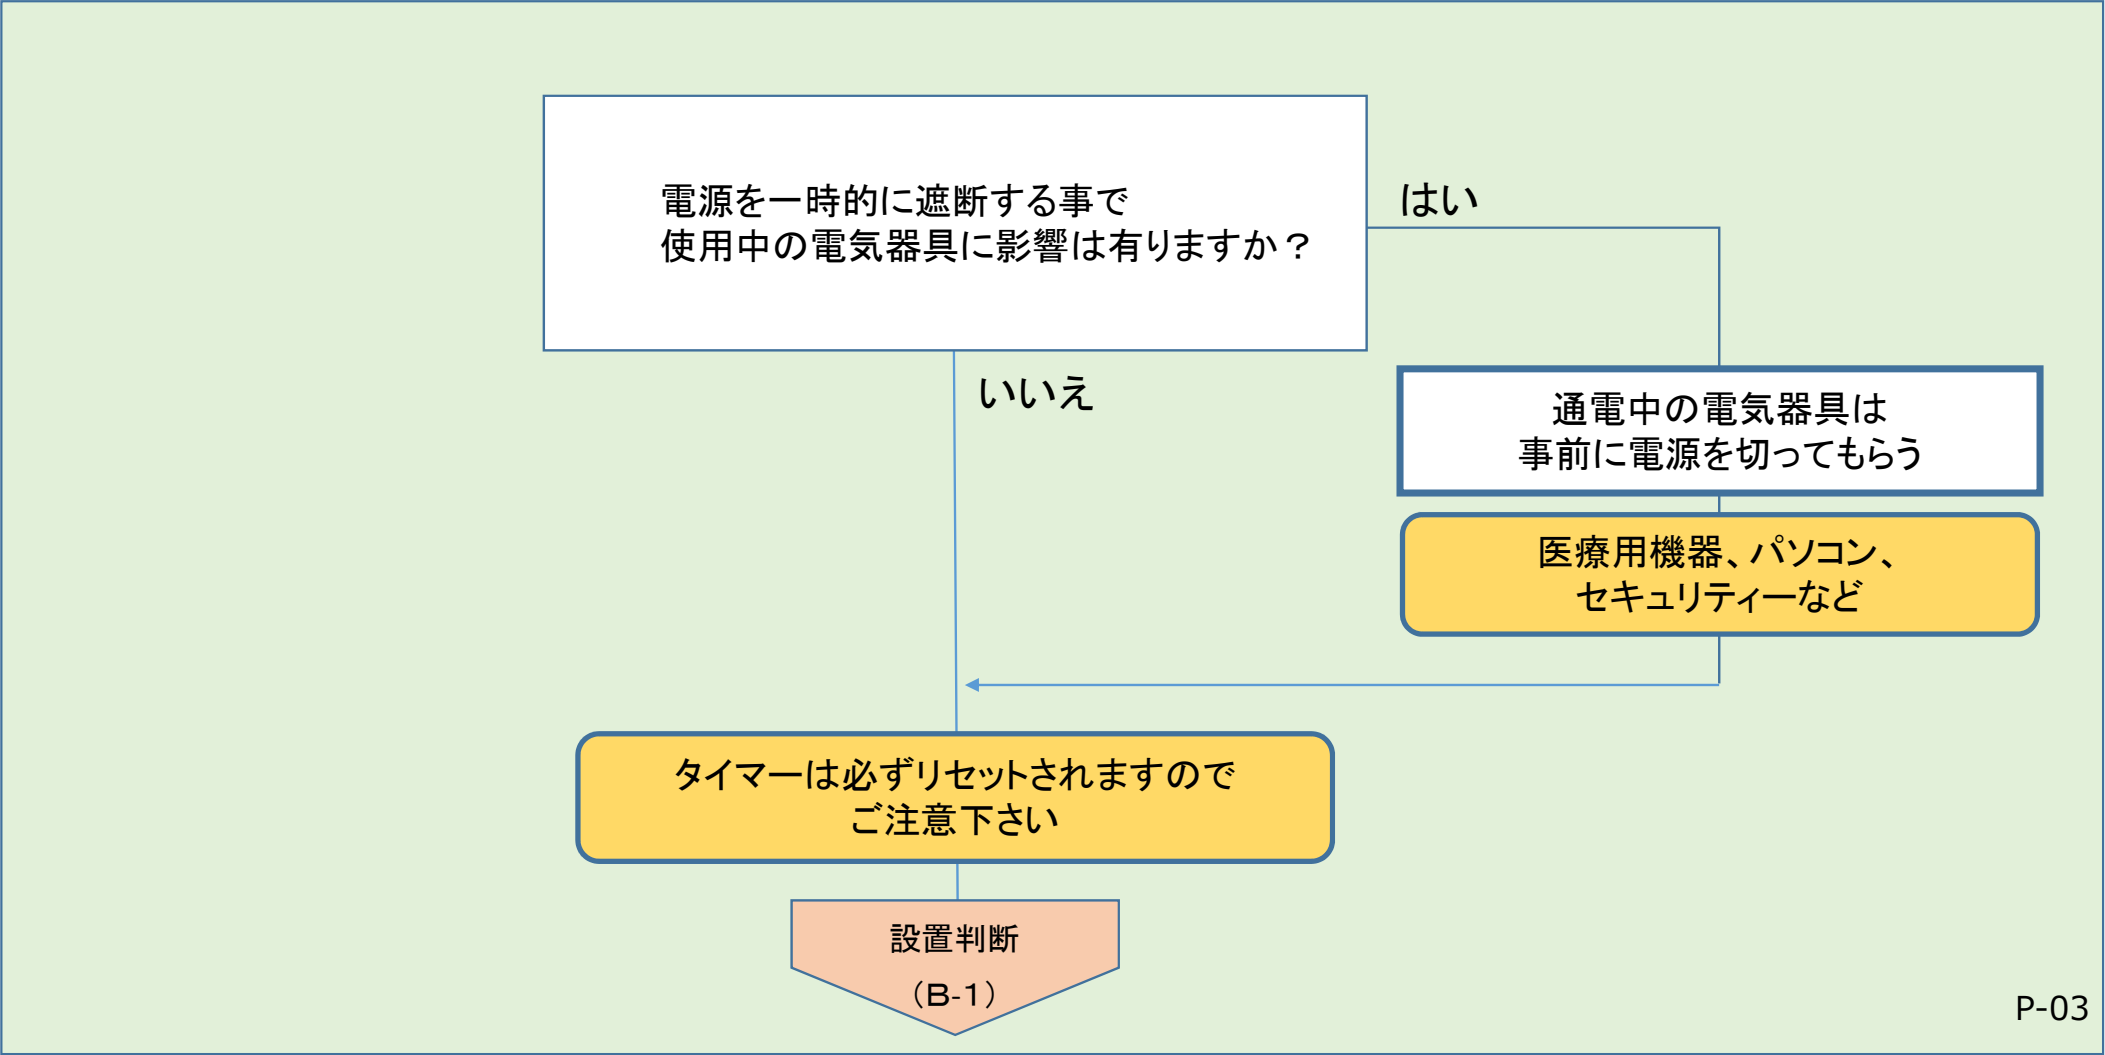 電源を一時的に遮断する事で
使用中の電気器具に影響は有りますか？
はい
いいえ
通電中の電気器具は
事前に電源を切ってもらう
医療用機器、パソコン、
セキュリティーなど
タイマーは必ずリセットされますので
ご注意下さい
設置判断
（B-1）
P-03